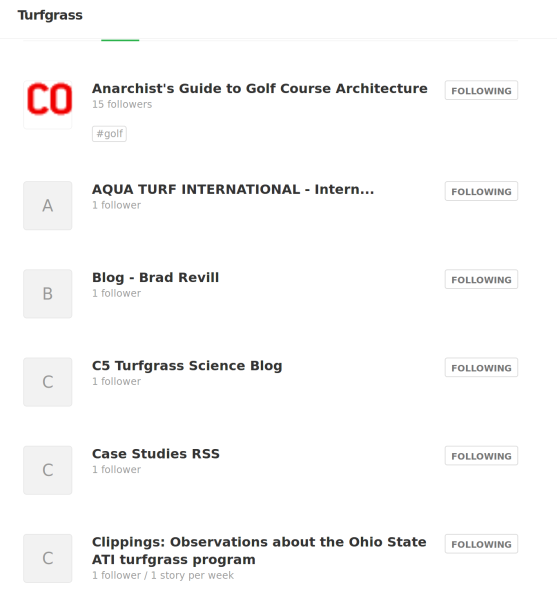 Turfgrass
CO
Anarchist's Guide to Golf Course Architecture
FOLLOWING
15 followers
#golf
A
AQUA TURF INTERNATIONAL - Intern...
FOLLOWING
1 follower
B
Blog - Brad Revill
FOLLOWING
1 follower
C
C5 Turfgrass Science Blog
FOLLOWING
1 follower
C
Case Studies RSS
FOLLOWING
1 follower
C
Clippings: Observations about the Ohio State
ATI turfgrass program
FOLLOWING
1 follower / 1 story per week